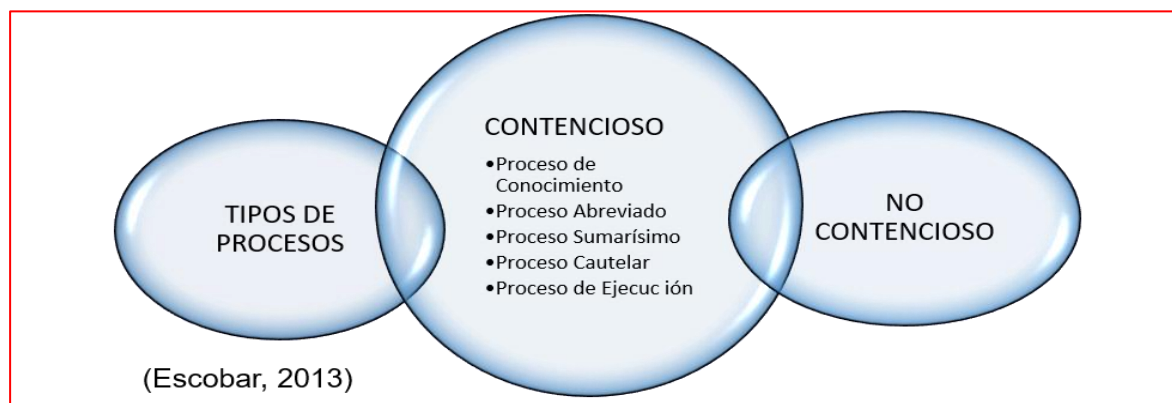 TIPOS DE
PROCESOS
CONTENCIOSO
•Proceso de
Conocimiento
•Proceso Abreviado
•Proceso Sumarísimo
•Proceso Cautelar
•Proceso de Ejecuc ión
NO
CONTENCIOSO
(Escobar, 2013)